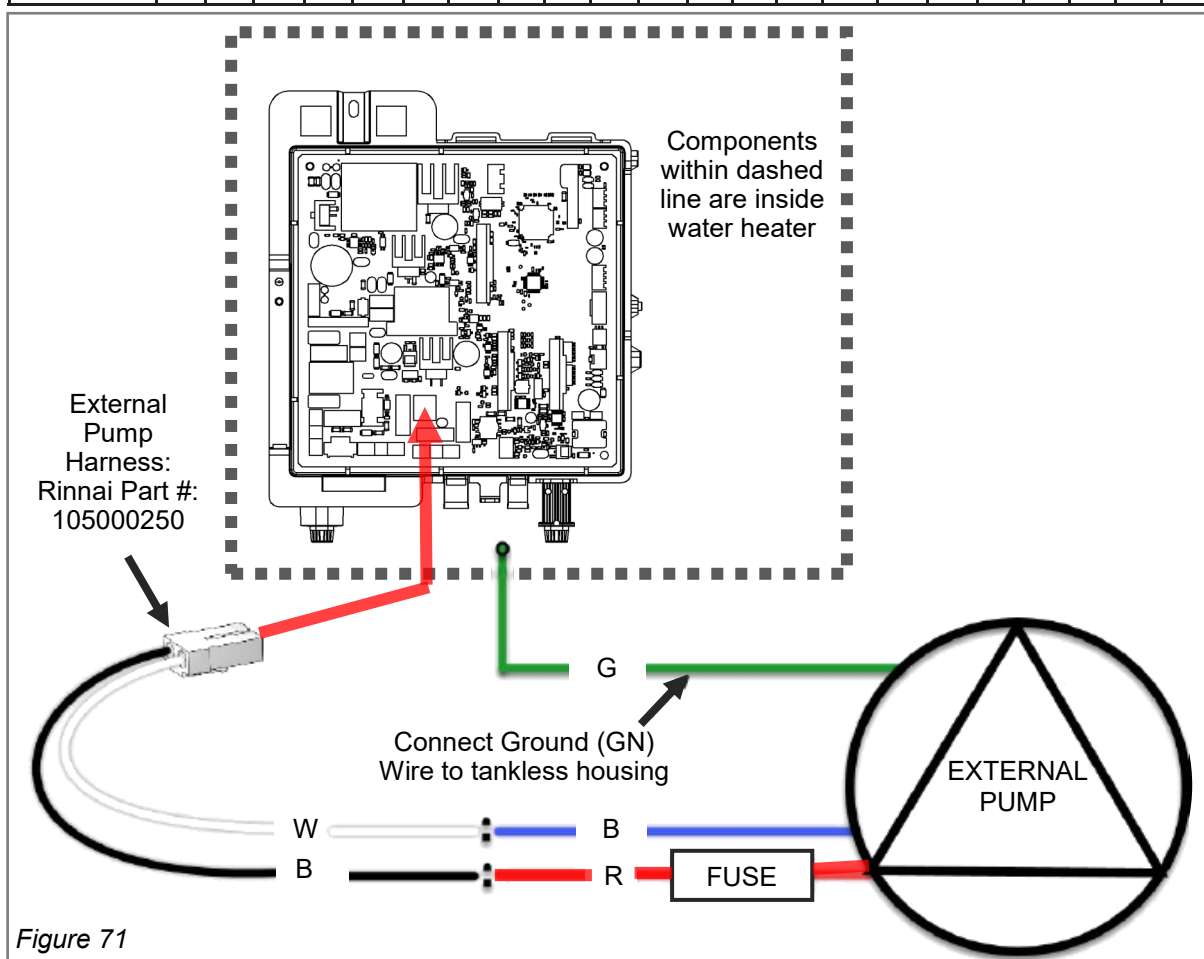 Components
within dashed
line are inside
water heater
External
Pump
Harness:
Rinnai Part #:
105000250
G
Connect Ground (GN)
Wire to tankless housing
EXTERNAL
PUMP
W B
B R FUSE
Figure 71